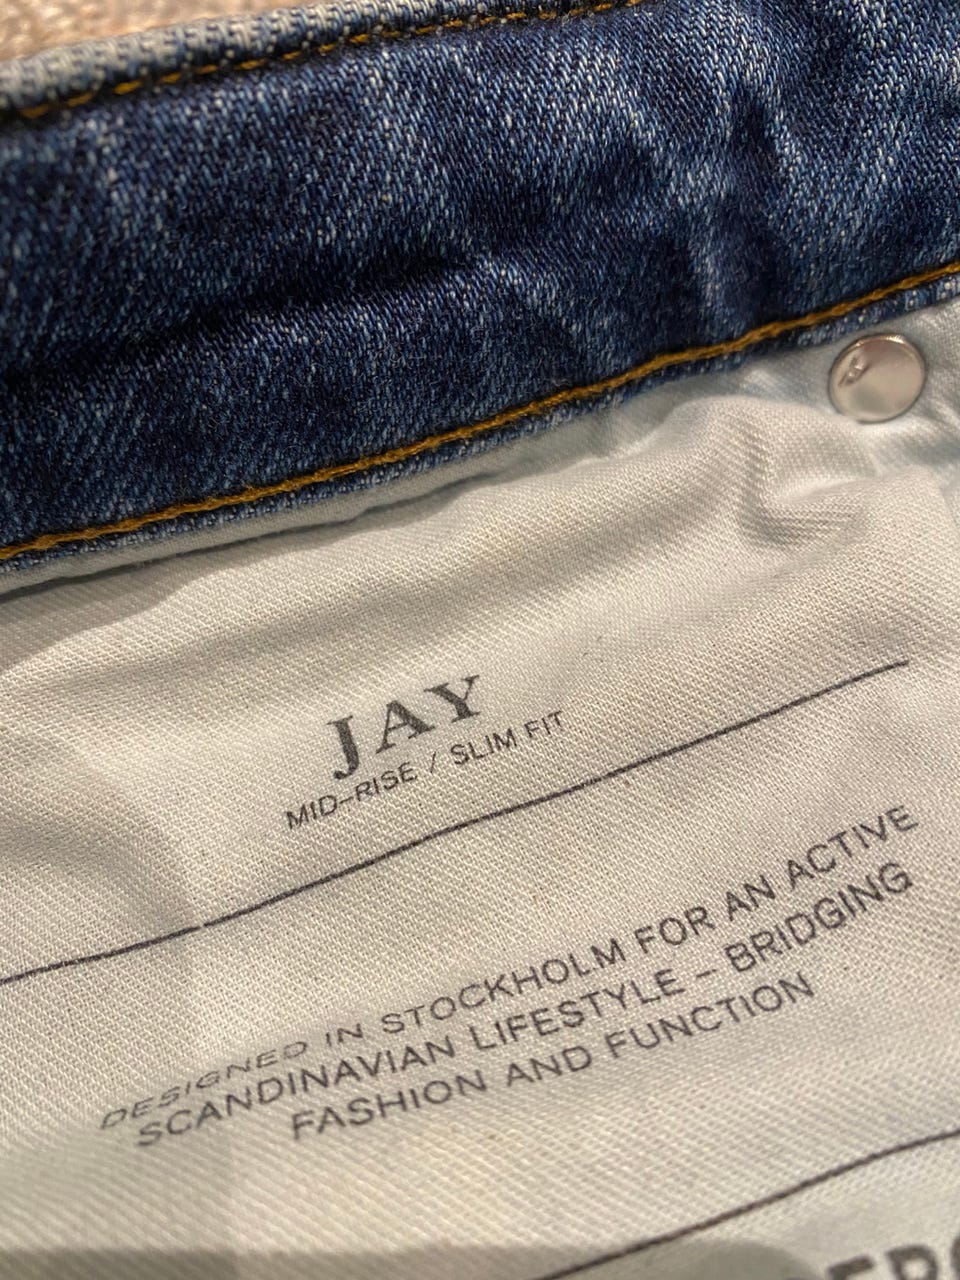 JAY
MID-RISE / SLIM FIT
DESIGNED IN STOCKHOLM FOR AN ACTIVE
SCANDINAVIAN LIFESTYLE - BRIDGING
FASHION AND FUNCTION